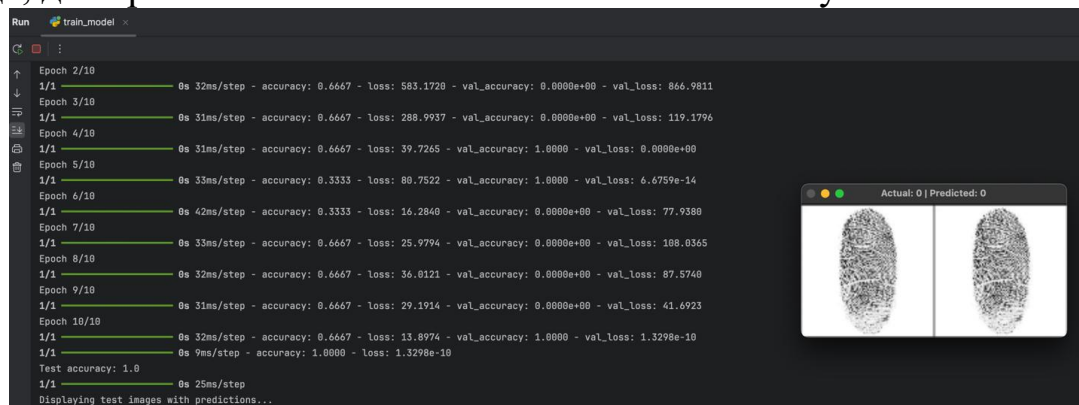 Run train_model ×
Epoch 2/10
1/1 0s 32ms/step - accuracy: 0.6667 - loss: 583.1720 - val_accuracy: 0.0000e+00 - val_loss: 866.9811
Epoch 3/10
1/1 0s 31ms/step - accuracy: 0.6667 - loss: 288.9937 - val_accuracy: 0.0000e+00 - val_loss: 119.1796
Epoch 4/10
1/1 0s 31ms/step - accuracy: 0.6667 - loss: 39.7265 - val_accuracy: 1.0000 - val_loss: 0.0000e+00
Epoch 5/10
1/1 0s 33ms/step - accuracy: 0.3333 - loss: 80.7522 - val_accuracy: 1.0000 - val_loss: 6.6759e-14
Epoch 6/10
1/1 0s 42ms/step - accuracy: 0.3333 - loss: 16.2840 - val_accuracy: 0.0000e+00 - val_loss: 77.9380
Epoch 7/10
1/1 0s 33ms/step - accuracy: 0.6667 - loss: 25.9794 - val_accuracy: 0.0000e+00 - val_loss: 108.0365
Epoch 8/10
1/1 0s 32ms/step - accuracy: 0.6667 - loss: 36.0121 - val_accuracy: 0.0000e+00 - val_loss: 87.5740
Epoch 9/10
1/1 0s 31ms/step - accuracy: 0.6667 - loss: 29.1914 - val_accuracy: 0.0000e+00 - val_loss: 41.6923
Epoch 10/10
1/1 0s 32ms/step - accuracy: 0.6667 - loss: 13.8974 - val_accuracy: 1.0000 - val_loss: 1.3298e-10
1/1 0s 9ms/step - accuracy: 1.0000 - loss: 1.3298e-10
Test accuracy: 1.0
1/1 0s 25ms/step
Displaying test images with predictions...
Actual: 0 | Predicted: 0